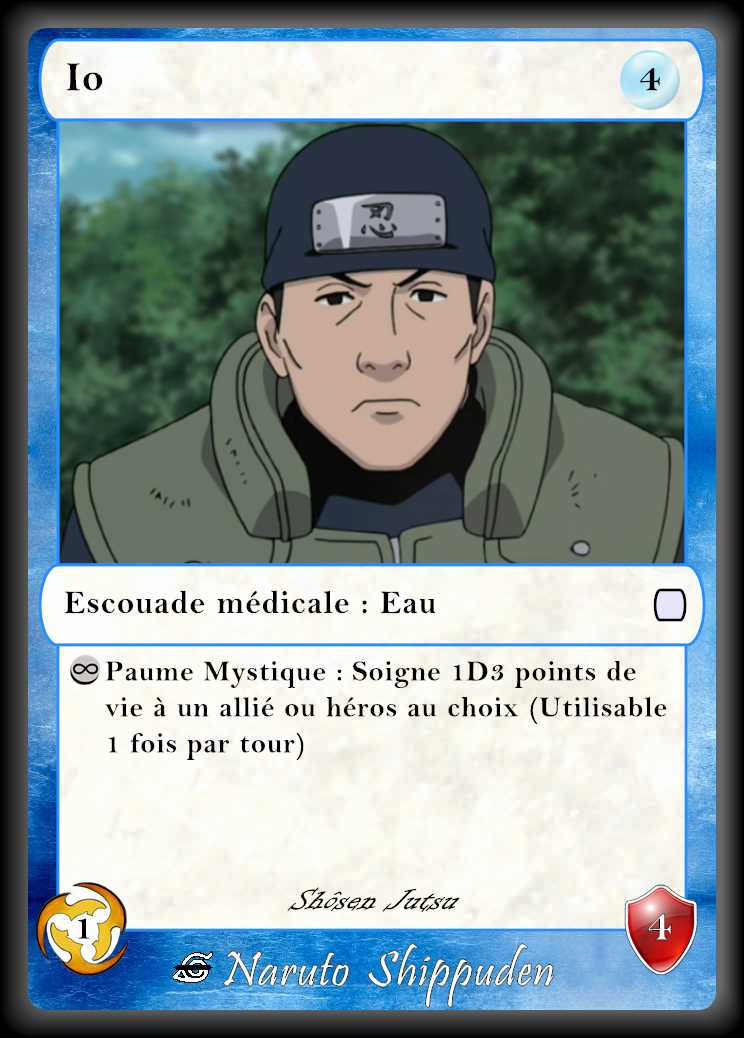 Io
4
忍
Escouade médicale : Eau
∞ Paume Mystique : Soigne 1D3 points de
vie à un allié ou héros au choix (Utilisable
1 fois par tour)
Shôsen Jutsu
1
4
Naruto Shippuden